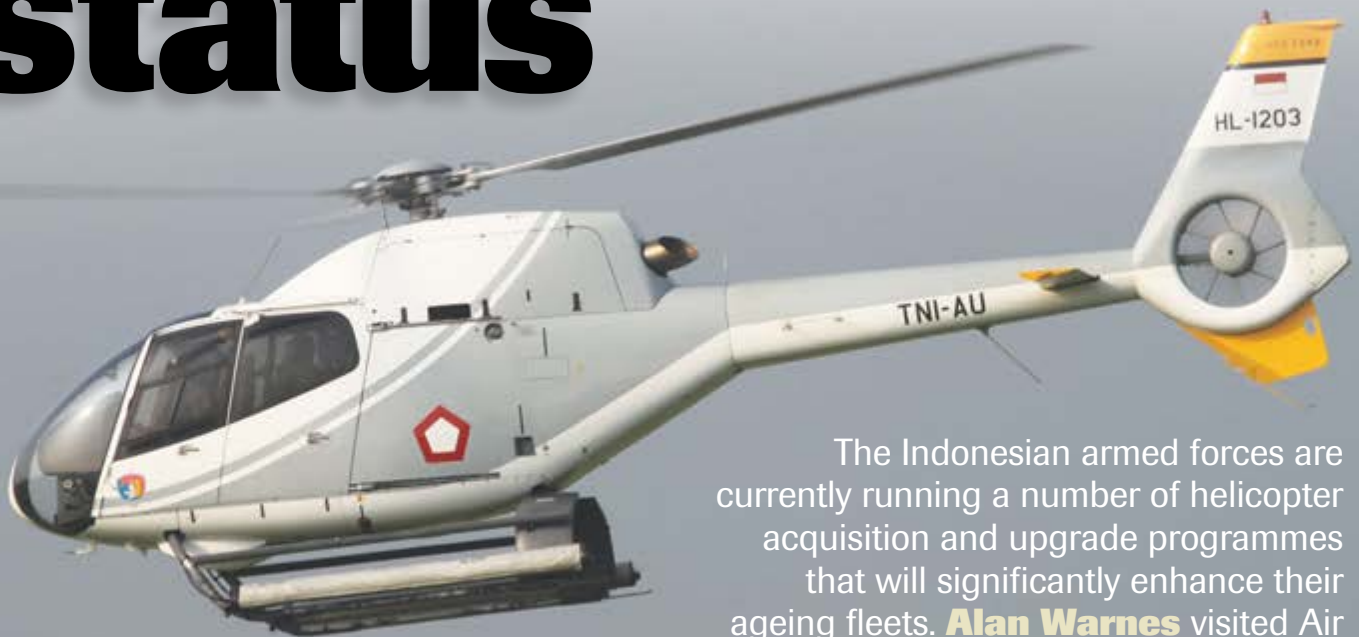 status
HL-1203
TNI-AU
The Indonesian armed forces are
currently running a number of helicopter
acquisition and upgrade programmes
that will significantly enhance their
ageing fleets. Alan Warnes visited Air